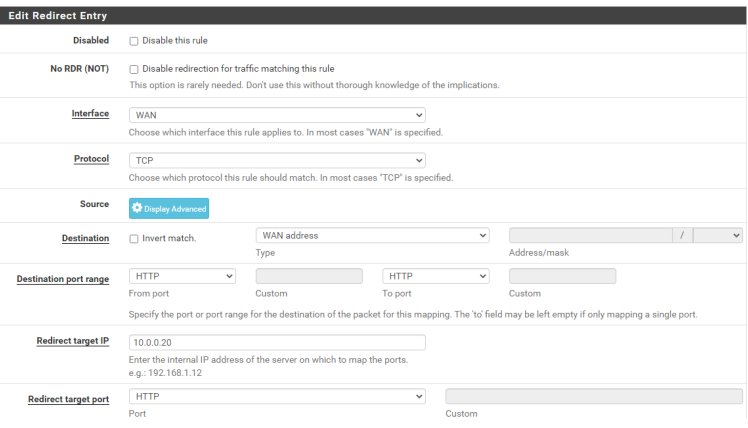 Edit Redirect Entry
Disabled Disable this rule
No RDR (NOT) Disable redirection for traffic matching this rule
This option is rarely needed. Don't use this without thorough knowledge of the implications.
Interface WAN
Choose which interface this rule applies to. In most cases "WAN" is specified.
Protocol TCP
Choose which protocol this rule should match. In most cases "TCP" is specified.
Source Display Advanced
Destination Invert match. WAN address /
Type Address/mask
Destination port range HTTP HTTP
From port Custom To port Custom
Specify the port or port range for the destination of the packet for this mapping. The 'to' field may be left empty if only mapping a single port.
Redirect target IP 10.0.0.20
Enter the internal IP address of the server on which to map the ports.
e.g.: 192.168.1.12
Redirect target port HTTP
Port Custom